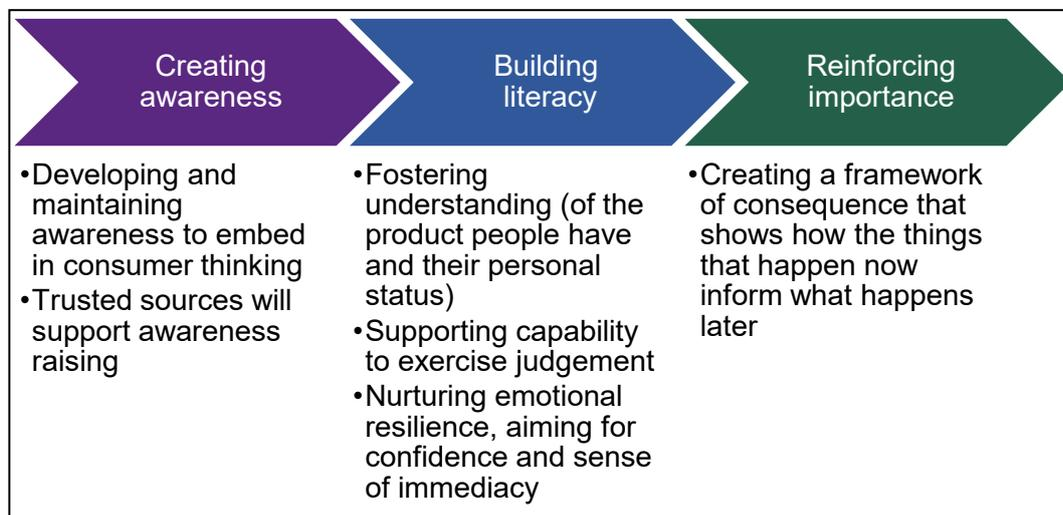 Creating
awareness
•Developing and
maintaining
awareness to embed
in consumer thinking
•Trusted sources will
support awareness
raising
Building
literacy
•Fostering
understanding (of the
product people have
and their personal
status)
•Supporting capability
to exercise judgement
•Nurturing emotional
resilience, aiming for
confidence and sense
of immediacy
Reinforcing
importance
•Creating a framework
of consequence that
shows how the things
that happen now
inform what happens
later